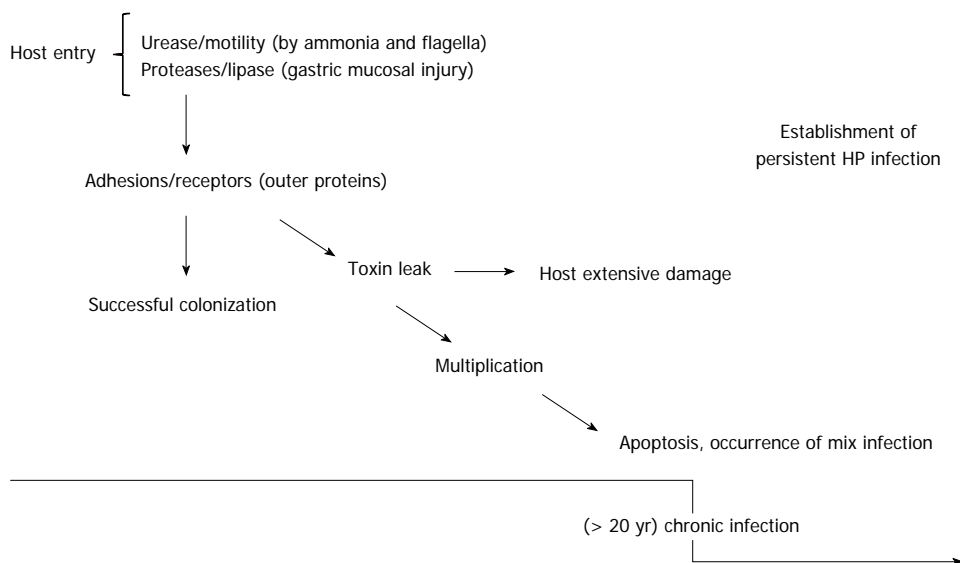 Host entry
Urease/motility (by ammonia and flagella)
Proteases/lipase (gastric mucosal injury)
Establishment of
persistent HP infection
Adhesions/receptors (outer proteins)
Toxin leak
Host extensive damage
Successful colonization
Multiplication
Apoptosis, occurrence of mix infection
(> 20 yr) chronic infection